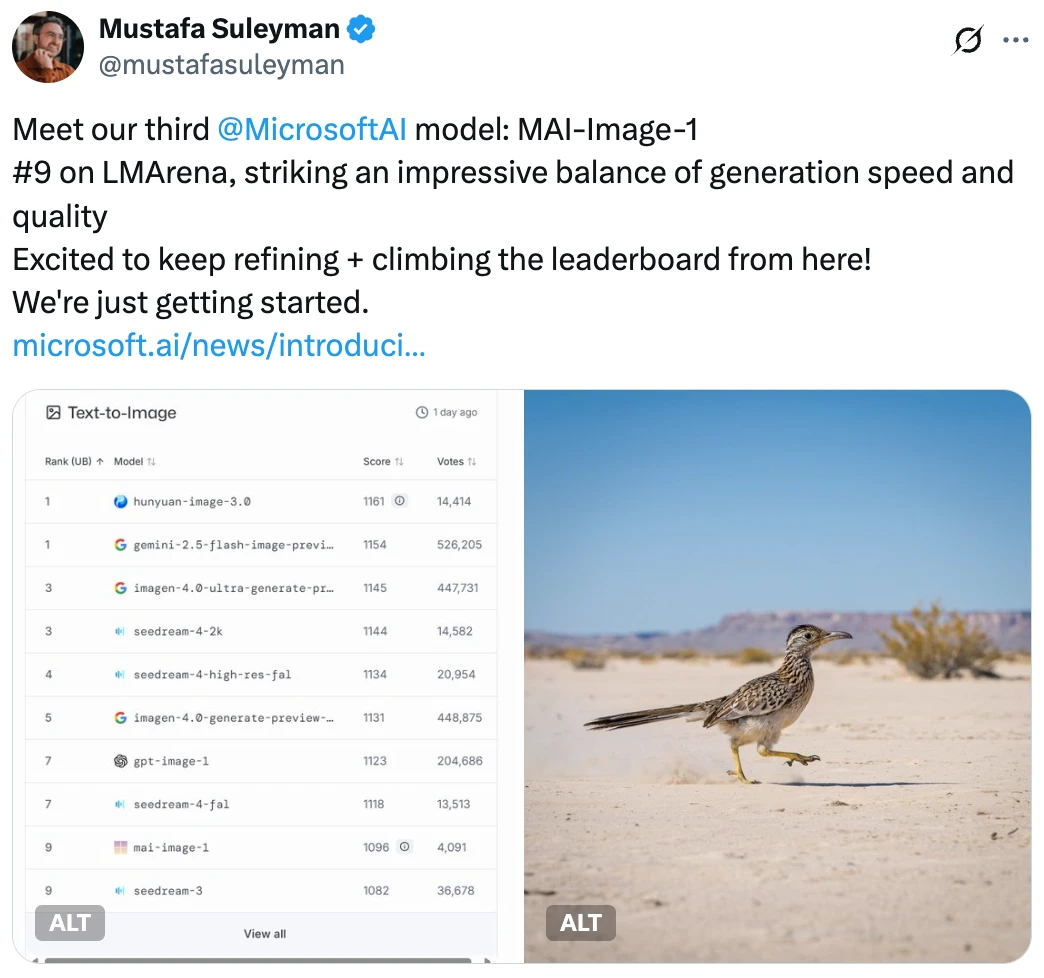 Mustafa Suleyman
@mustafasuleyman
Meet our third @MicrosoftAI model: MAI-Image-1
#9 on LMArena, striking an impressive balance of generation speed and
quality
Excited to keep refining + climbing the leaderboard from here!
We're just getting started.
microsoft.ai/news/introduci...
Text-to-Image 1 day ago
Rank (UB) ↑ Model ↑↓ Score ↑↓ Votes ↑↓
1 hunyuan-image-3.0 1161 14,414
1 gemini-2.5-flash-image-previ... 1154 526,205
3 imagen-4.0-ultra-generate-pr... 1145 447,731
3 seedream-4-2k 1144 14,582
4 seedream-4-high-res-fal 1134 20,954
5 imagen-4.0-generate-preview-... 1131 448,875
7 gpt-image-1 1123 204,686
7 seedream-4-fal 1118 13,513
9 mai-image-1 1096 4,091
9 seedream-3 1082 36,678
ALT
View all
ALT